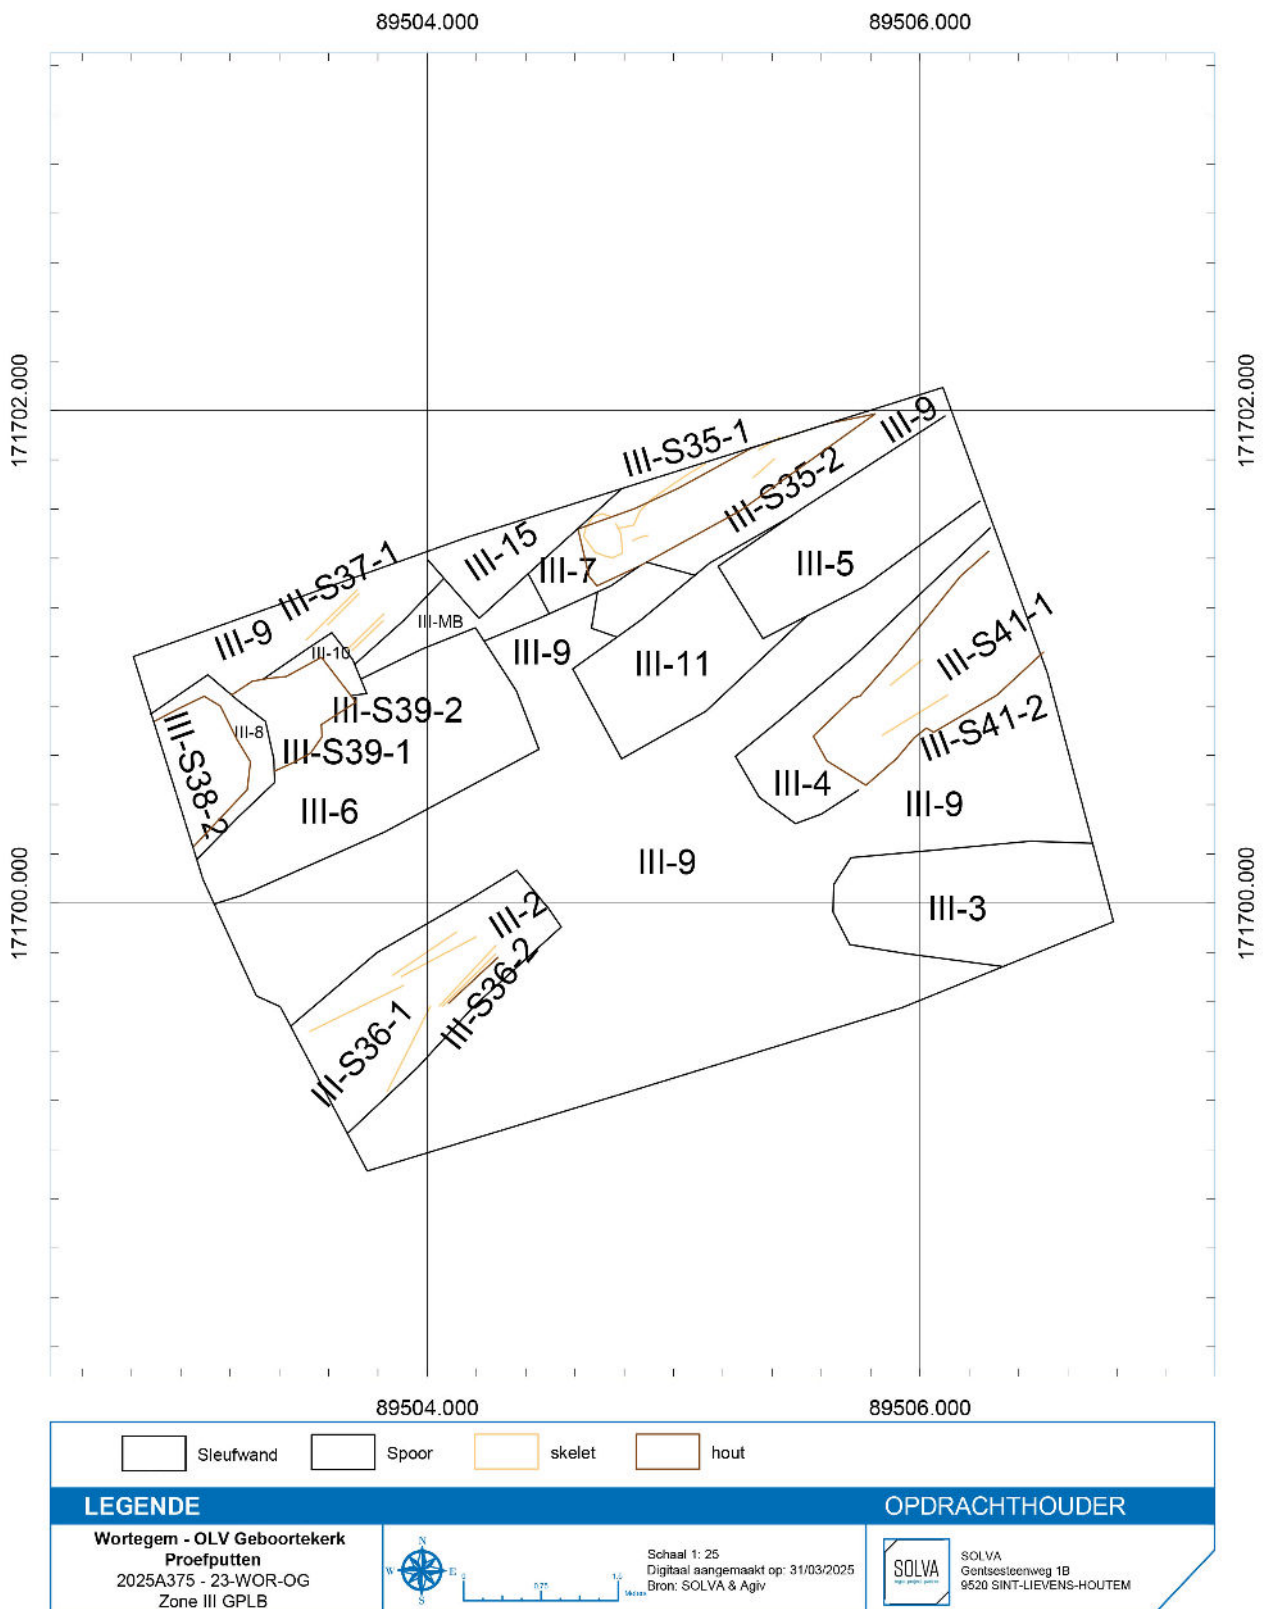 89504.000
89506.000
171702.000
171702.000
III-9
III-S35-1
III-S35-2
III-15
III-7
III-5
III-S37-1
III-9
III-MB
III-10
III-9
III-11
III-S41-1
III-S39-2
III-S41-2
III-8
III-S39-1
III-S38-2
III-4
III-6
III-9
III-9
171700.000
171700.000
III-2
III-3
III-S36-2
III-S36-1
89504.000
89506.000
Sleufwand
Spoor
skelet
hout
LEGENDE
OPDRACHTHOUDER
Wortegem - OLV Geboortekerk
Proefputten
2025A375 - 23-WOR-OG
Zone III GPLB
N
W
E
S
0
0.75
1.5
Meters
Schaal 1: 25
Digitaal aangemaakt op: 31/03/2025
Bron: SOLVA & Agiv
SOLVA
SOLVA
Gentsesteenweg 1B
9520 SINT-LIEVENS-HOUTEM